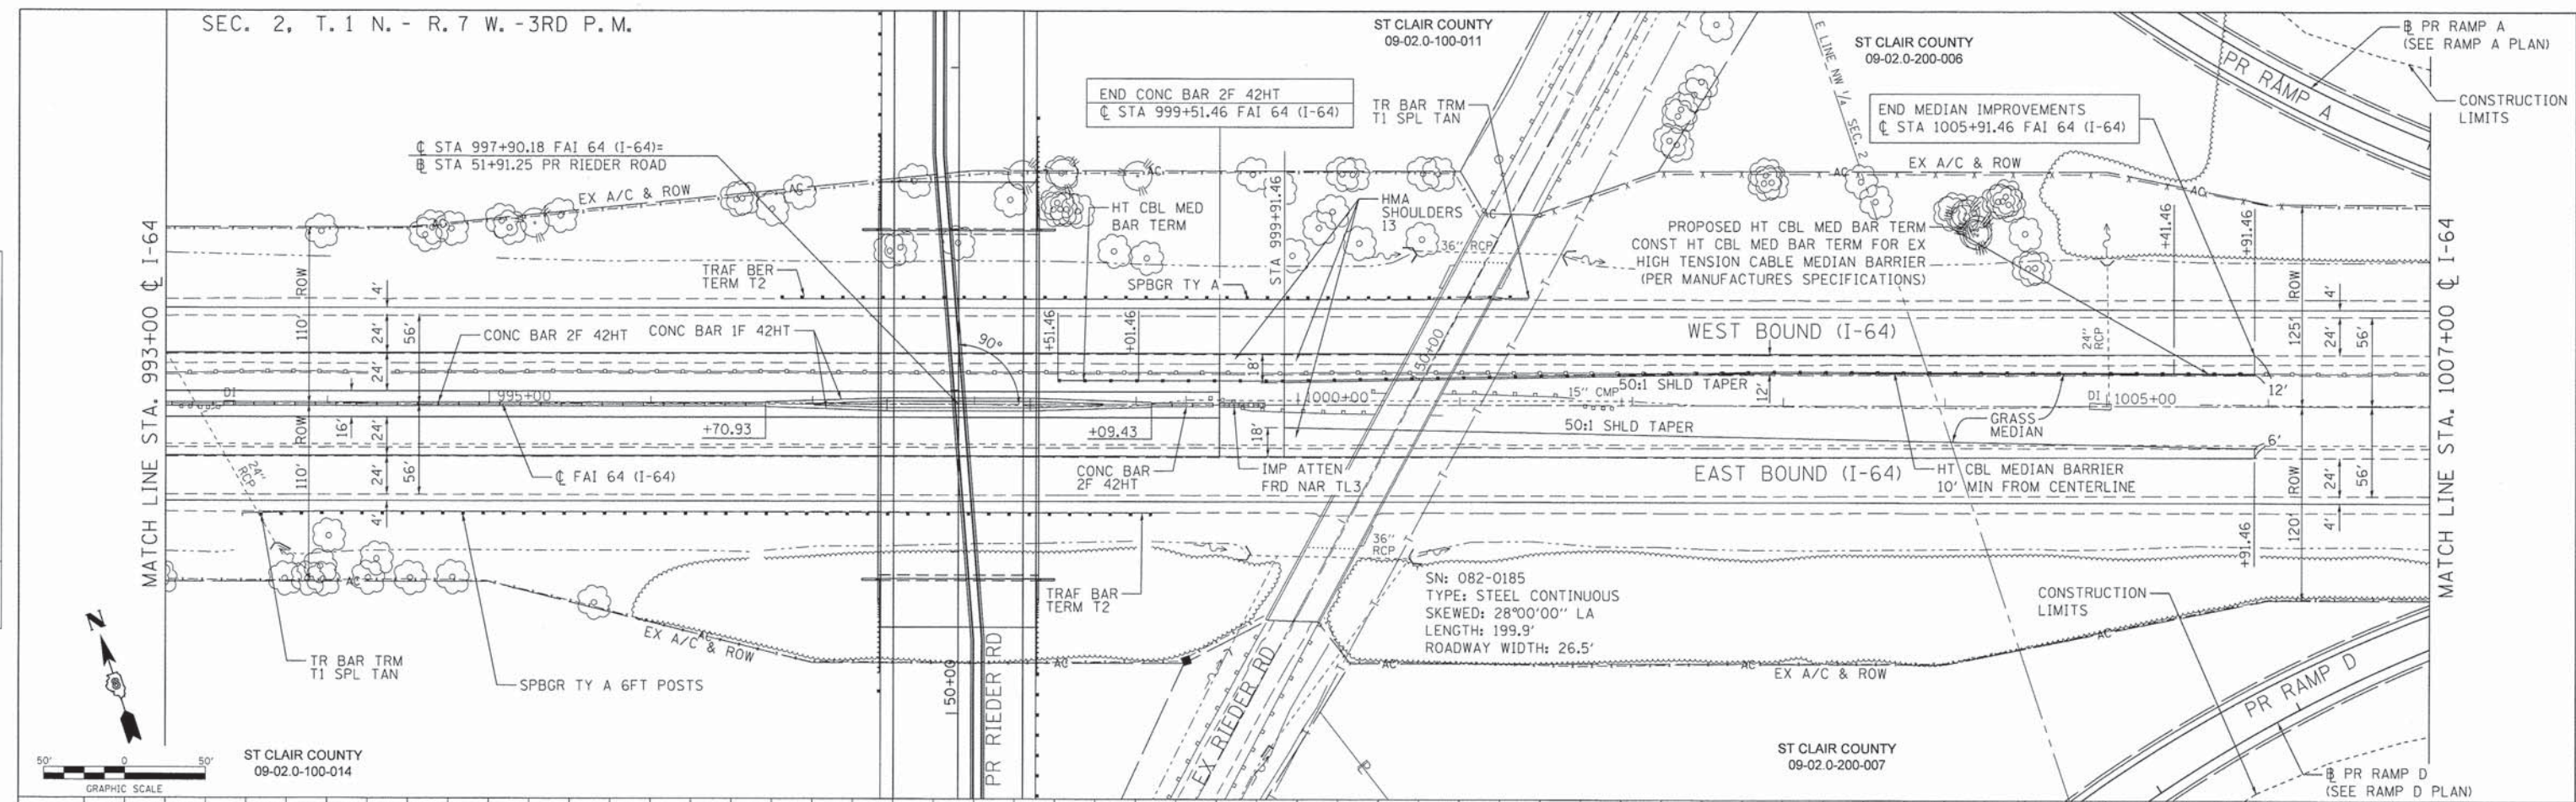 SEC. 2, T. 1 N. - R. 7 W. -3RD P. M.
ST CLAIR COUNTY
09-02.0-100-011
E LINE NW 1/4 SEC. 2
ST CLAIR COUNTY
09-02.0-200-006
PR RAMP A
℄ PR RAMP A
(SEE RAMP A PLAN)
CONSTRUCTION
LIMITS
END CONC BAR 2F 42HT
℄ STA 999+51.46 FAI 64 (I-64)
TR BAR TRM
T1 SPL TAN
END MEDIAN IMPROVEMENTS
℄ STA 1005+91.46 FAI 64 (I-64)
℄ STA 997+90.18 FAI 64 (I-64)=
℄ STA 51+91.25 PR RIEDER ROAD
EX A/C & ROW
AC
AC
AC
AC
EX A/C & ROW
AC
AC
HT CBL MED
BAR TERM
STA 999+91.46
HMA
SHOULDERS
13
36" RCP
PROPOSED HT CBL MED BAR TERM
CONST HT CBL MED BAR TERM FOR EX
HIGH TENSION CABLE MEDIAN BARRIER
(PER MANUFACTURES SPECIFICATIONS)
+41.46
+91.46
MATCH LINE STA. 993+00 ℄ I-64
MATCH LINE STA. 1007+00 ℄ I-64
TRAF BER
TERM T2
SPBGR TY A
110' ROW
4'
24'
56'
24'
CONC BAR 2F 42HT
CONC BAR 1F 42HT
90°
+51.46
+01.46
18'
150+00
WEST BOUND (I-64)
24"
RCP
125' ROW
4'
24'
56'
50:1 SHLD TAPER
12'
12'
DI
995+00
1000+00
15" CMP
DI
1005+00
16'
+70.93
+09.43
18'
50:1 SHLD TAPER
GRASS
MEDIAN
6'
24"
RCP
110' ROW
24'
24'
56'
4'
℄ FAI 64 (I-64)
CONC BAR
2F 42HT
IMP ATTEN
FRD NAR TL3
EAST BOUND (I-64)
HT CBL MEDIAN BARRIER
10' MIN FROM CENTERLINE
120' ROW
24'
56'
4'
+91.46
36"
RCP
SN: 082-0185
TYPE: STEEL CONTINUOUS
SKEWED: 28°00'00" LA
LENGTH: 199.9'
ROADWAY WIDTH: 26.5'
TRAF BAR
TERM T2
CONSTRUCTION
LIMITS
AC
EX A/C & ROW
AC
AC
AC
AC
AC
EX A/C & ROW
N
TR BAR TRM
T1 SPL TAN
SPBGR TY A 6FT POSTS
150+00
PR RIEDER RD
EX RIEDER RD
PR RAMP D
50' 0 50'
GRAPHIC SCALE
ST CLAIR COUNTY
09-02.0-100-014
ST CLAIR COUNTY
09-02.0-200-007
℄ PR RAMP D
(SEE RAMP D PLAN)